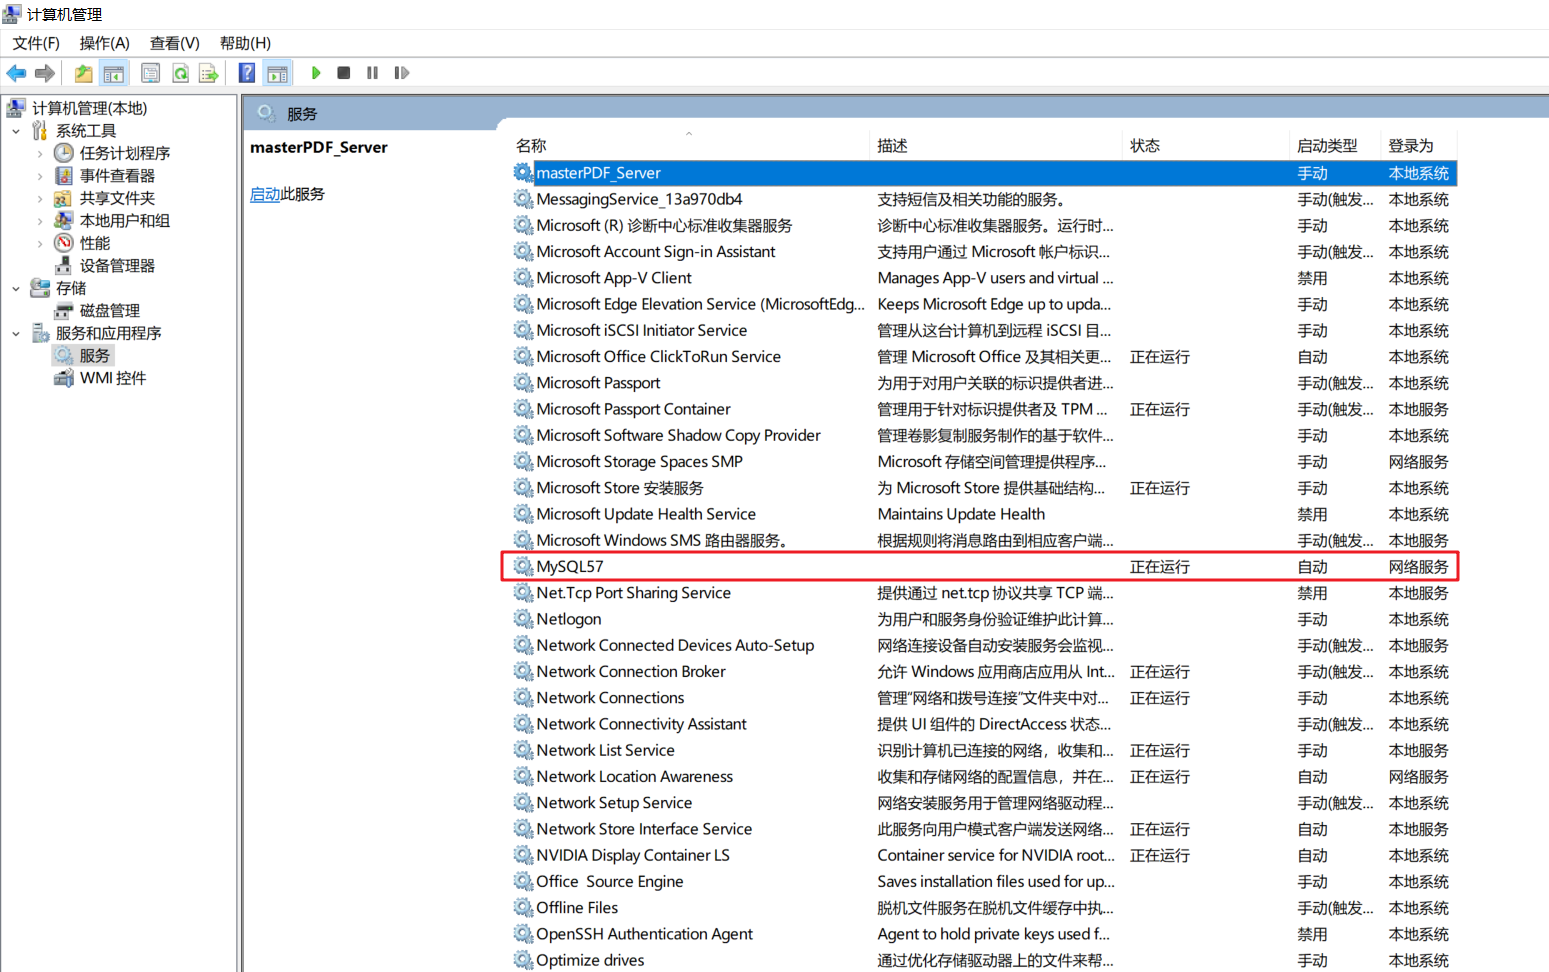 计算机管理
文件(F) 操作(A) 查看(V) 帮助(H)
计算机管理(本地)
系统工具
任务计划程序
事件查看器
共享文件夹
本地用户和组
性能
设备管理器
存储
磁盘管理
服务和应用程序
服务
WMI 控件
服务
masterPDF_Server
启动此服务
名称 描述 状态 启动类型 登录为
masterPDF_Server 手动 本地系统
MessagingService_13a970db4 支持短信及相关功能的服务。 手动(触发... 本地系统
Microsoft (R) 诊断中心标准收集器服务 诊断中心标准收集器服务。运行时... 手动 本地系统
Microsoft Account Sign-in Assistant 支持用户通过 Microsoft 帐户标识... 手动(触发... 本地系统
Microsoft App-V Client Manages App-V users and virtual ... 禁用 本地系统
Microsoft Edge Elevation Service (MicrosoftEdg... Keeps Microsoft Edge up to upda... 手动 本地系统
Microsoft iSCSI Initiator Service 管理从这台计算机到远程 iSCSI 目... 手动 本地系统
Microsoft Office ClickToRun Service 管理 Microsoft Office 及其相关更... 正在运行 自动 本地系统
Microsoft Passport 为用于对用户关联的标识提供者进... 手动(触发... 本地系统
Microsoft Passport Container 管理用于针对标识提供者及 TPM ... 正在运行 手动(触发... 本地服务
Microsoft Software Shadow Copy Provider 管理卷影复制服务制作的基于软件... 手动 本地系统
Microsoft Storage Spaces SMP Microsoft 存储空间管理提供程序... 手动 网络服务
Microsoft Store 安装服务 为 Microsoft Store 提供基础结构... 正在运行 手动 本地系统
Microsoft Update Health Service Maintains Update Health 禁用 本地系统
Microsoft Windows SMS 路由器服务。 根据规则将消息路由到相应客户端... 手动(触发... 本地服务
MySQL57 正在运行 自动 网络服务
Net.Tcp Port Sharing Service 提供通过 net.tcp 协议共享 TCP 端... 禁用 本地服务
Netlogon 为用户和服务身份验证维护此计算... 手动 本地系统
Network Connected Devices Auto-Setup 网络连接设备自动安装服务会监视... 手动(触发... 本地服务
Network Connection Broker 允许 Windows 应用商店应用从 Int... 正在运行 手动(触发... 本地系统
Network Connections 管理“网络和拨号连接”文件夹中对... 正在运行 手动 本地系统
Network Connectivity Assistant 提供 UI 组件的 DirectAccess 状态... 手动(触发... 本地系统
Network List Service 识别计算机已连接的网络，收集和... 正在运行 手动 本地服务
Network Location Awareness 收集和存储网络的配置信息，并在... 正在运行 自动 网络服务
Network Setup Service 网络安装服务用于管理网络驱动程... 手动(触发... 本地系统
Network Store Interface Service 此服务向用户模式客户端发送网络... 正在运行 自动 本地服务
NVIDIA Display Container LS Container service for NVIDIA root... 正在运行 自动 本地系统
Office  Source Engine Saves installation files used for up... 手动 本地系统
Offline Files 脱机文件服务在脱机文件缓存中执... 手动(触发... 本地系统
OpenSSH Authentication Agent Agent to hold private keys used f... 禁用 本地系统
Optimize drives 通过优化存储驱动器上的文件来帮... 手动 本地系统